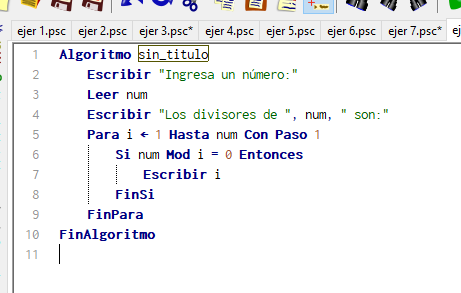 ejer 1.psc ejer 2.psc ejer 3.psc* ejer 4.psc ejer 5.psc ejer 6.psc ejer 7.psc*
1 Algoritmo sin_titulo
2 Escribir "Ingresa un número:"
3 Leer num
4 Escribir "Los divisores de ", num, " son:"
5 Para i ← 1 Hasta num Con Paso 1
6 Si num Mod i = 0 Entonces
7 Escribir i
8 FinSi
9 FinPara
10 FinAlgoritmo
11